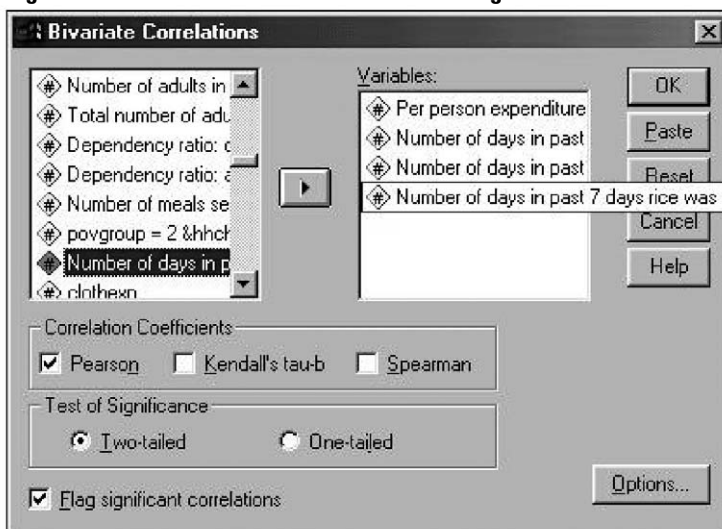 Bivariate Correlations
Number of adults in
Total number of adu
Dependency ratio: c
Dependency ratio: a
Number of meals se
povgroup = 2 &hhch
Number of days in p
clothexn
Variables:
Per person expenditure
Number of days in past
Number of days in past
Number of days in past 7 days rice was
OK
Paste
Reset
Cancel
Help
Correlation Coefficients
Pearson Kendall's tau-b Spearman
Test of Significance
Two-tailed One-tailed
Flag significant correlations
Options...